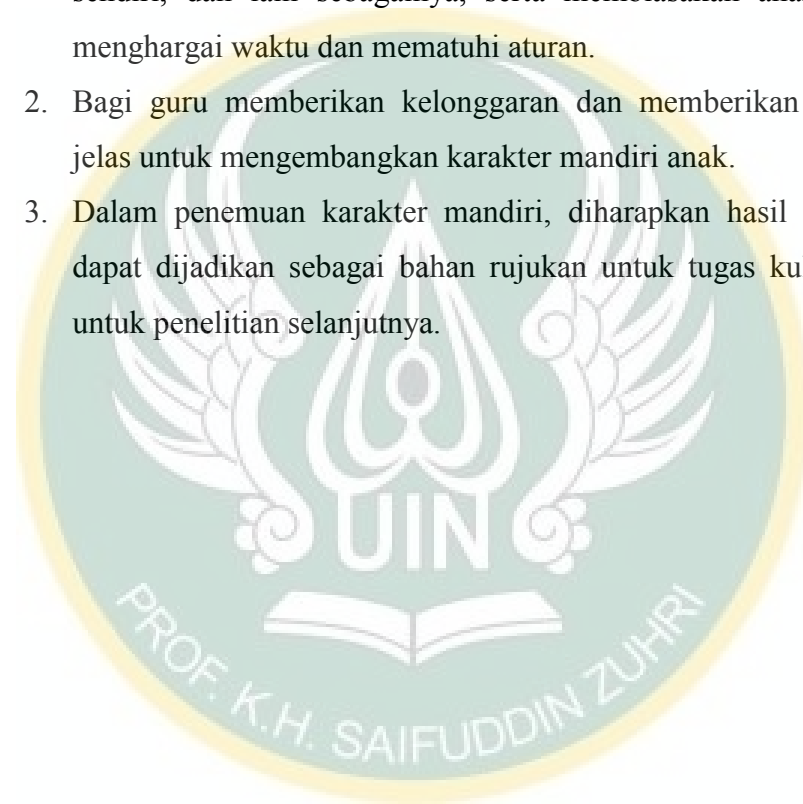 sendiri, dan lain sebagainya, serta membiasakan
menghargai waktu dan mematuhi aturan.
2. Bagi guru memberikan kelonggaran dan memberikan
jelas untuk mengembangkan karakter mandiri anak.
3. Dalam penemuan karakter mandiri, diharapkan hasil
dapat dijadikan sebagai bahan rujukan untuk tugas
untuk penelitian selanjutnya.
UIN
PROF. K.H. SAIFUDDIN ZUHRI